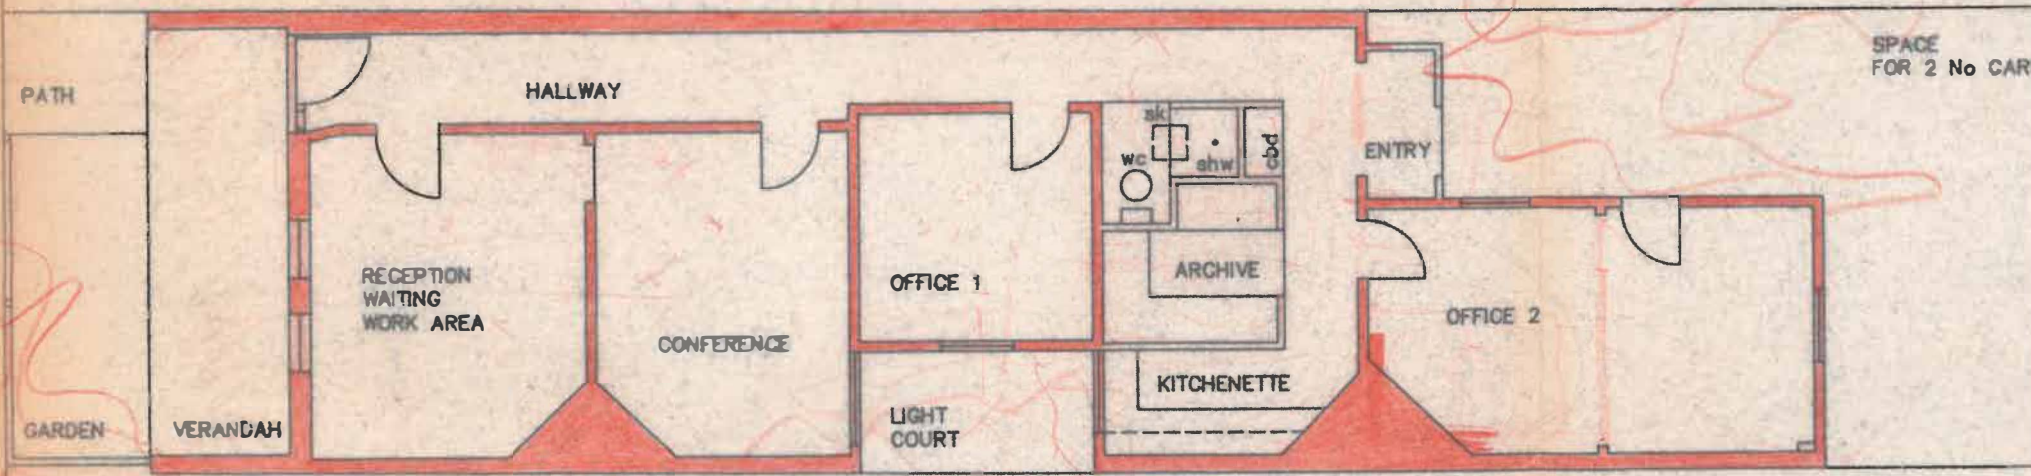 PATH
GARDEN
VERANDAH
HALLWAY
RECEPTION
WAITING
WORK AREA
CONFERENCE
OFFICE 1
LIGHT
COURT
sk
wc
shw
cbd
ARCHIVE
KITCHENETTE
ENTRY
OFFICE 2
SPACE
FOR 2 No CAR